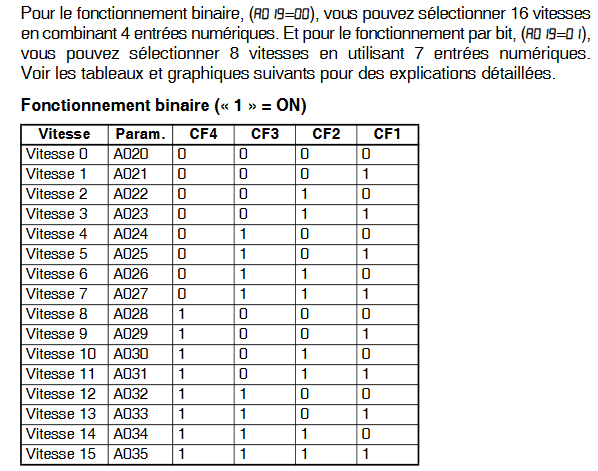 Pour le fonctionnement binaire, (A019=00), vous pouvez sélectionner 16 vitesses
en combinant 4 entrées numériques. Et pour le fonctionnement par bit, (A019=01),
vous pouvez sélectionner 8 vitesses en utilisant 7 entrées numériques.
Voir les tableaux et graphiques suivants pour des explications détaillées.
Fonctionnement binaire (« 1 » = ON)
Vitesse Param. CF4 CF3 CF2 CF1
Vitesse 0 A020 0 0 0 0
Vitesse 1 A021 0 0 0 1
Vitesse 2 A022 0 0 1 0
Vitesse 3 A023 0 0 1 1
Vitesse 4 A024 0 1 0 0
Vitesse 5 A025 0 1 0 1
Vitesse 6 A026 0 1 1 0
Vitesse 7 A027 0 1 1 1
Vitesse 8 A028 1 0 0 0
Vitesse 9 A029 1 0 0 1
Vitesse 10 A030 1 0 1 0
Vitesse 11 A031 1 0 1 1
Vitesse 12 A032 1 1 0 0
Vitesse 13 A033 1 1 0 1
Vitesse 14 A034 1 1 1 0
Vitesse 15 A035 1 1 1 1